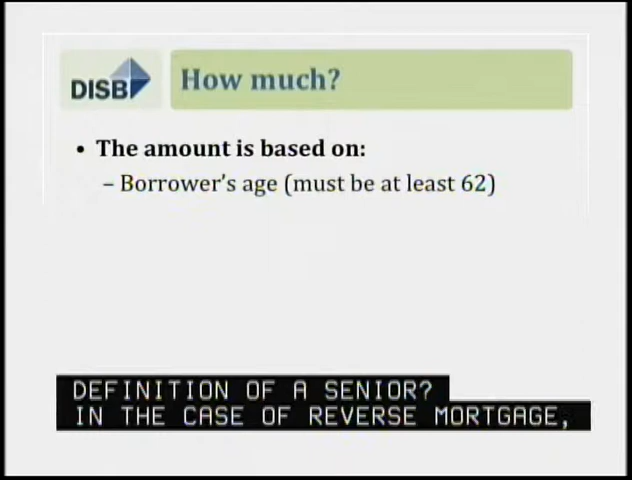 DISB
How much?
• The amount is based on:
– Borrower's age (must be at least 62)
DEFINITION OF A SENIOR?
IN THE CASE OF REVERSE MORTGAGE,